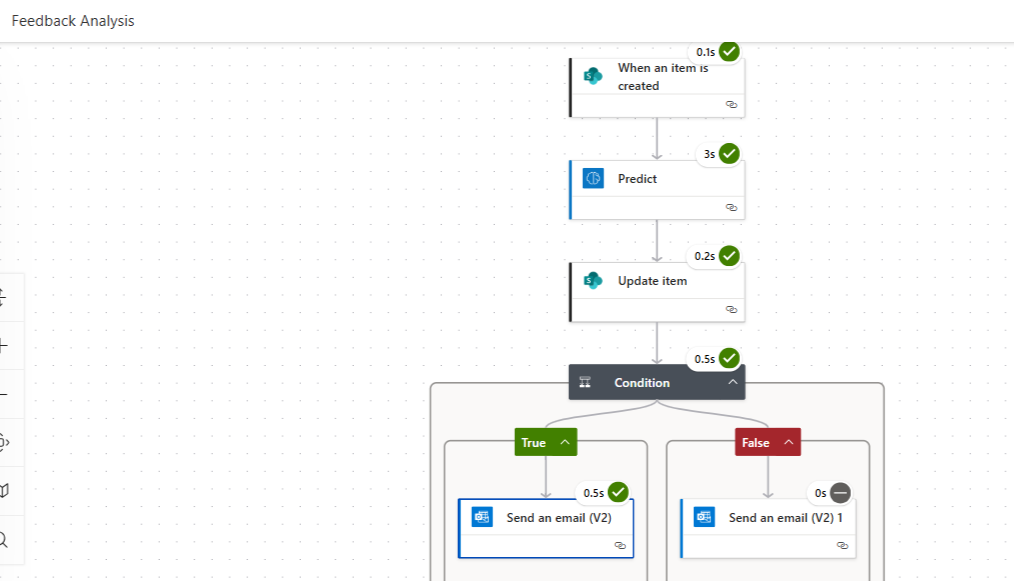 Feedback Analysis
0.1s
When an item is
created
3s
Predict
0.2s
Update item
0.5s
Condition
True
False
0.5s
Send an email (V2)
0s
Send an email (V2) 1